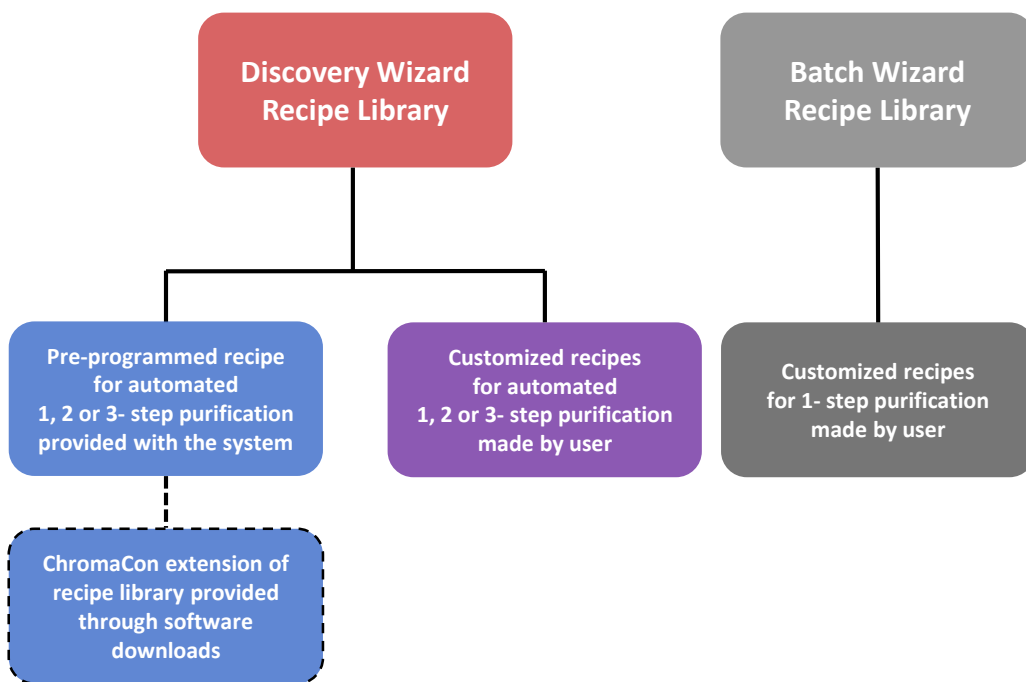 Discovery Wizard
Recipe Library
Batch Wizard
Recipe Library
Pre-programmed recipe
for automated
1, 2 or 3- step purification
provided with the system
Customized recipes
for automated
1, 2 or 3- step purification
made by user
Customized recipes
for 1- step purification
made by user
ChromaCon extension of
recipe library provided
through software
downloads